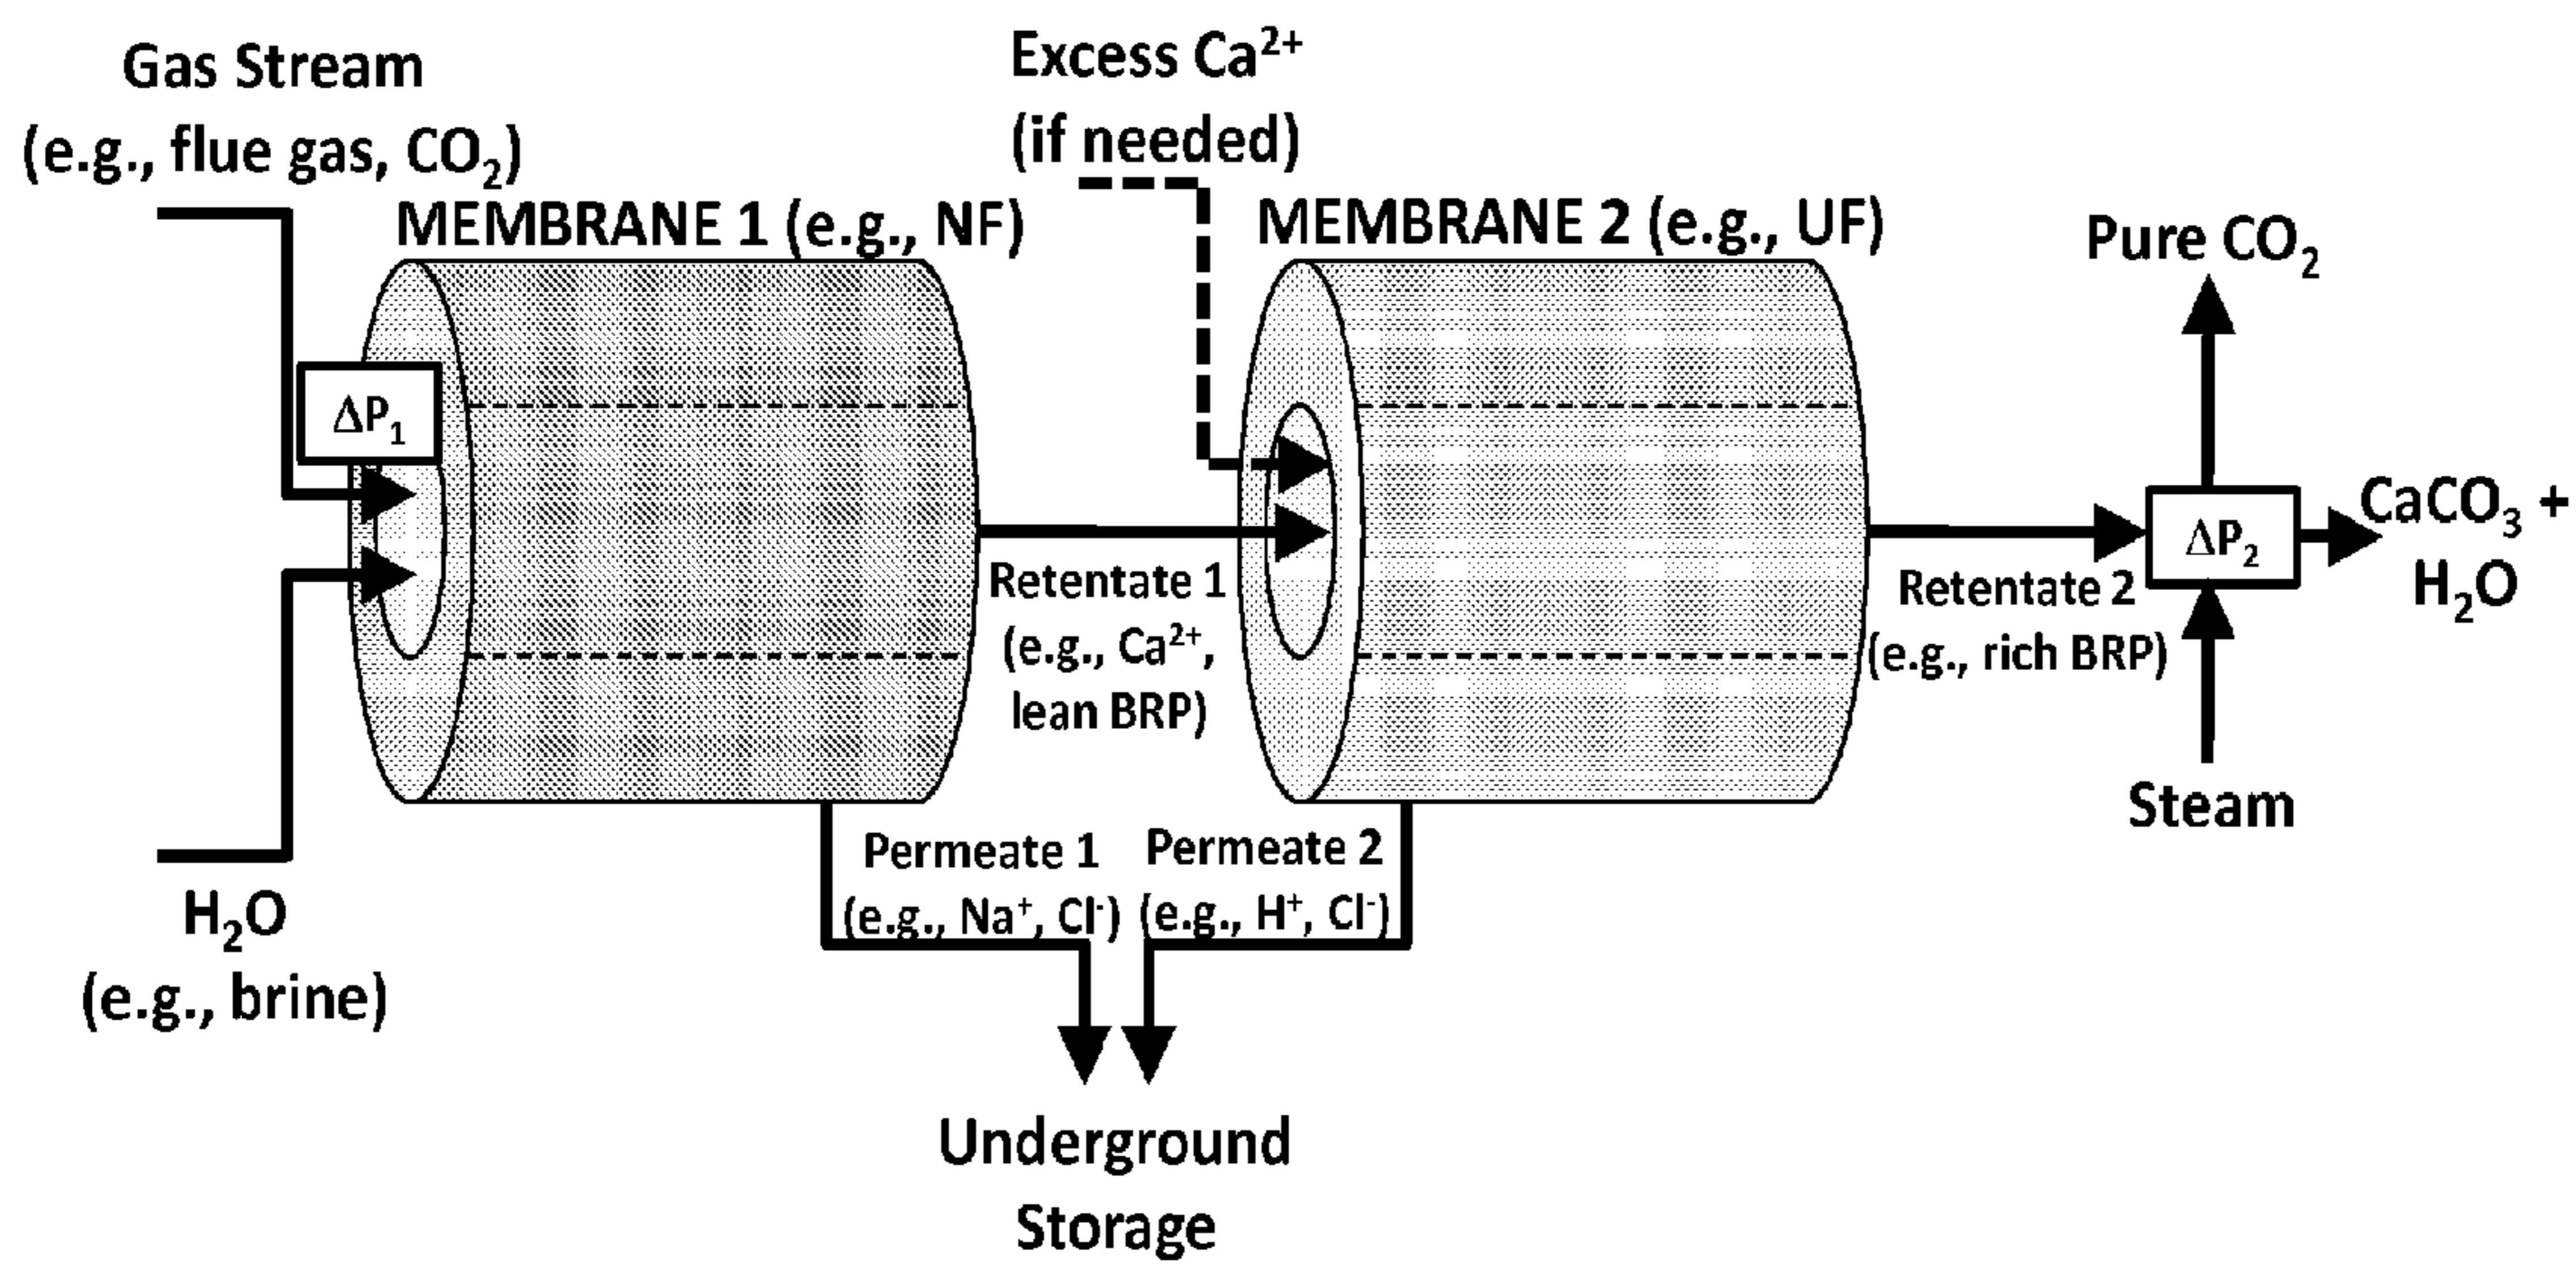 Gas Stream
(e.g., flue gas, CO₂)
Excess Ca²⁺
(if needed)
MEMBRANE 1 (e.g., NF)
MEMBRANE 2 (e.g., UF)
Pure CO₂
ΔP₁
ΔP₂
CaCO₃ +
H₂O
Retentate 1
(e.g., Ca²⁺,
lean BRP)
Retentate 2
(e.g., rich BRP)
Steam
H₂O
(e.g., brine)
Permeate 1
(e.g., Na⁺, Cl⁻)
Permeate 2
(e.g., H⁺, Cl⁻)
Underground
Storage